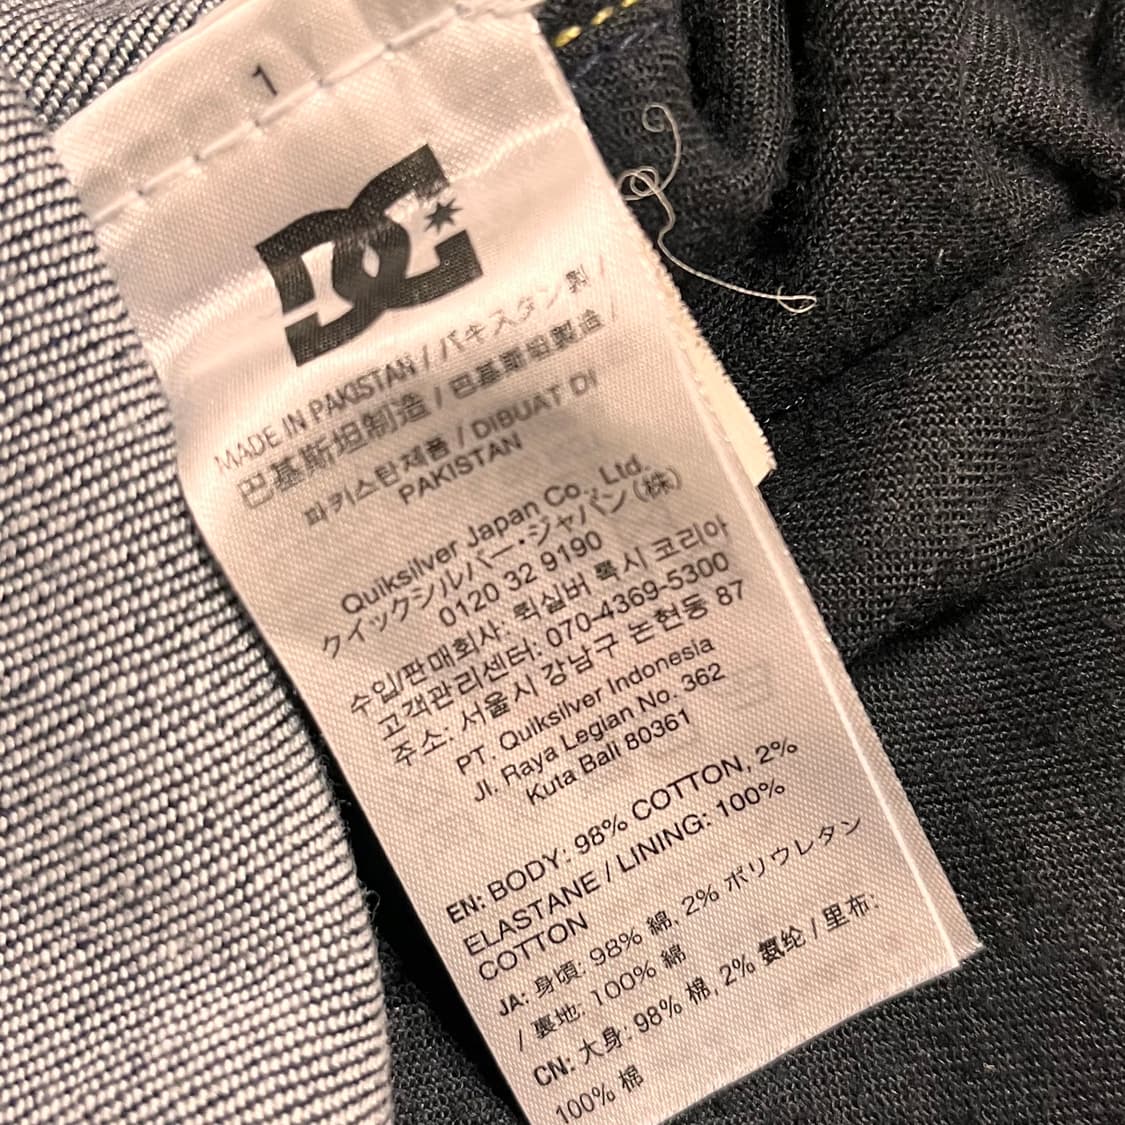 1
DC
MADE IN PAKISTAN / パキスタン製 /
巴基斯坦制造 / 巴基斯坦製造 /
파키스탄제품 / DIBUAT DI
PAKISTAN
Quiksilver Japan Co., Ltd.
クイックシルバー・ジャパン(株)
0120 32 9190
수입/판매회사: 퀵실버 록시 코리아
고객관리센터: 070-4369-5300
주소: 서울시 강남구 논현동 87
PT. Quiksilver Indonesia
Jl. Raya Legian No. 362
Kuta Bali 80361
EN: BODY: 98% COTTON, 2%
ELASTANE / LINING: 100%
COTTON
JA: 身頃: 98% 綿, 2% ポリウレタン
/ 裏地: 100% 綿
CN: 大身: 98% 棉, 2% 氨纶 / 里布:
100% 棉